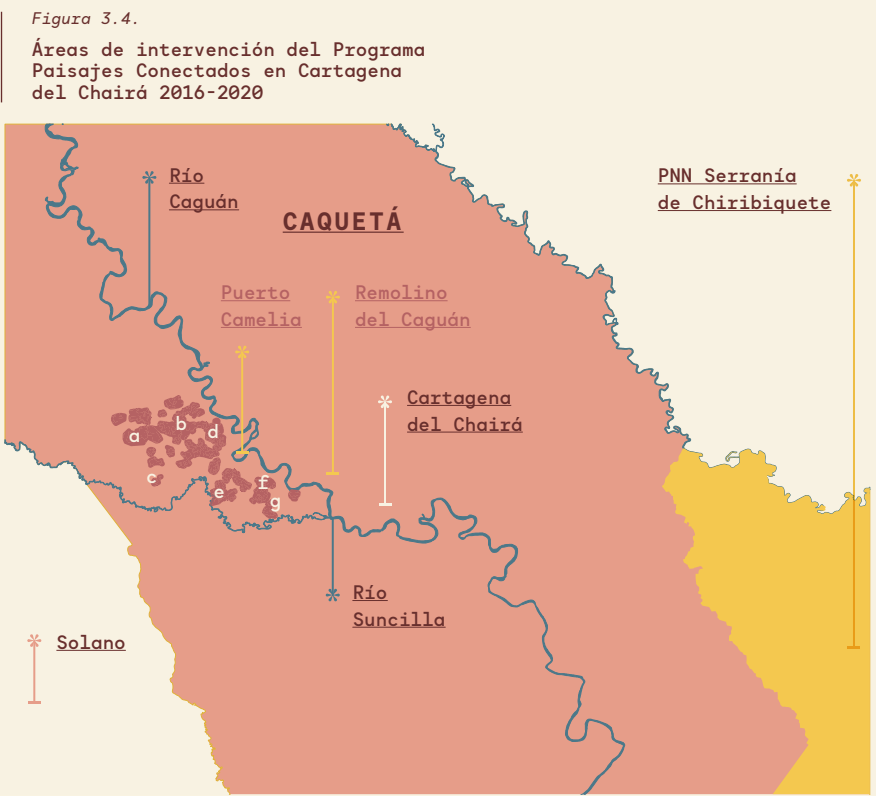 Figura 3.4.
Áreas de intervención del Programa
Paisajes Conectados en Cartagena
del Chairá 2016-2020
Río
Caguán
CAQUETÁ
PNN Serranía
de Chiribiquete
Puerto
Camelia
Remolino
del Caguán
Cartagena
del Chairá
a
b
d
c
e
f
g
Río
Suncilla
Solano